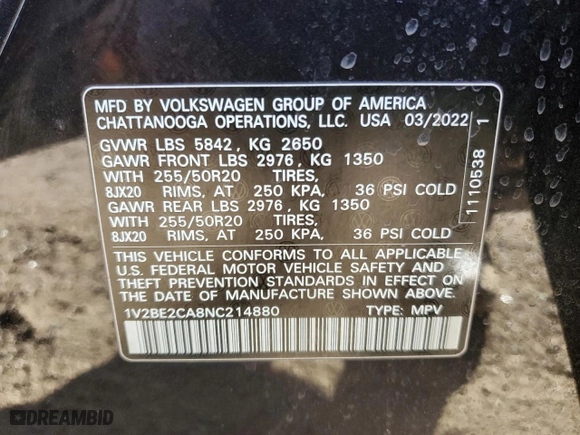 MFD BY VOLKSWAGEN GROUP OF AMERICA
CHATTANOOGA OPERATIONS, LLC. USA 03/2022
GVWR LBS 5842, KG 2650
GAWR FRONT LBS 2976, KG 1350
WITH 255/50R20 TIRES,
8JX20 RIMS, AT 250 KPA, 36 PSI COLD
GAWR REAR LBS 2976, KG 1350
WITH 255/50R20 TIRES,
8JX20 RIMS, AT 250 KPA, 36 PSI COLD
THIS VEHICLE CONFORMS TO ALL APPLICABLE
U.S. FEDERAL MOTOR VEHICLE SAFETY AND
THEFT PREVENTION STANDARDS IN EFFECT ON
THE DATE OF MANUFACTURE SHOWN ABOVE.
1V2BE2CA8NC214880 TYPE: MPV
1110538 1
DREAMBID